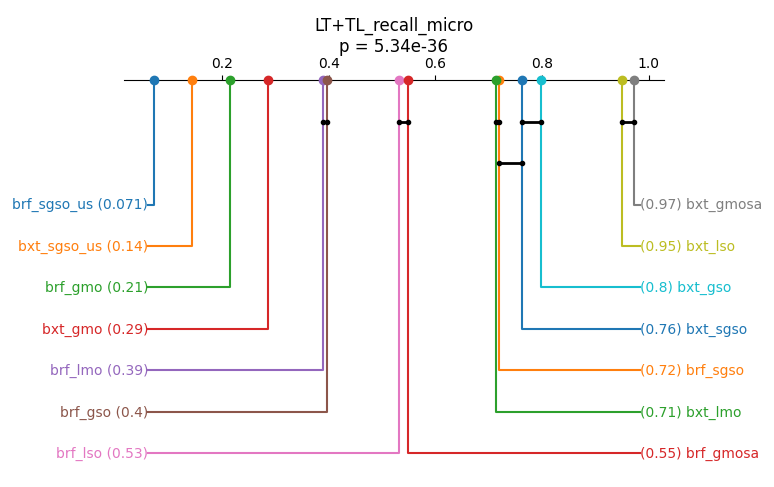 LT+TL_recall_micro
p = 5.34e-36
0.2 0.4 0.6 0.8 1.0
brf_sgso_us (0.071)
(0.97) bxt_gmosa
bxt_sgso_us (0.14)
(0.95) bxt_lso
brf_gmo (0.21)
(0.8) bxt_gso
bxt_gmo (0.29)
(0.76) bxt_sgso
brf_lmo (0.39)
(0.72) brf_sgso
brf_gso (0.4)
(0.71) bxt_lmo
brf_lso (0.53)
(0.55) brf_gmosa